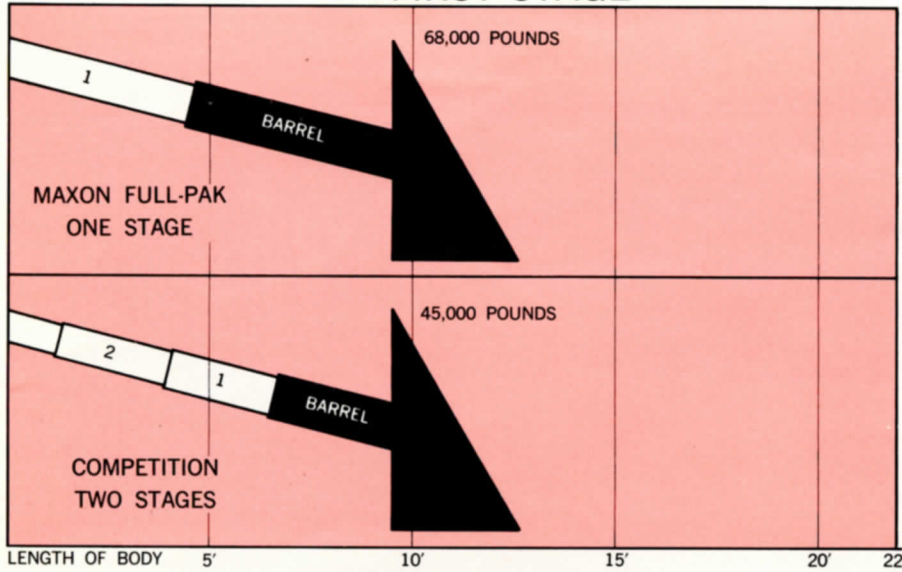 68,000 POUNDS
1
BARREL
MAXON FULL-PAK
ONE STAGE
45,000 POUNDS
2
1
BARREL
COMPETITION
TWO STAGES
LENGTH OF BODY 5' 10' 15' 20' 22